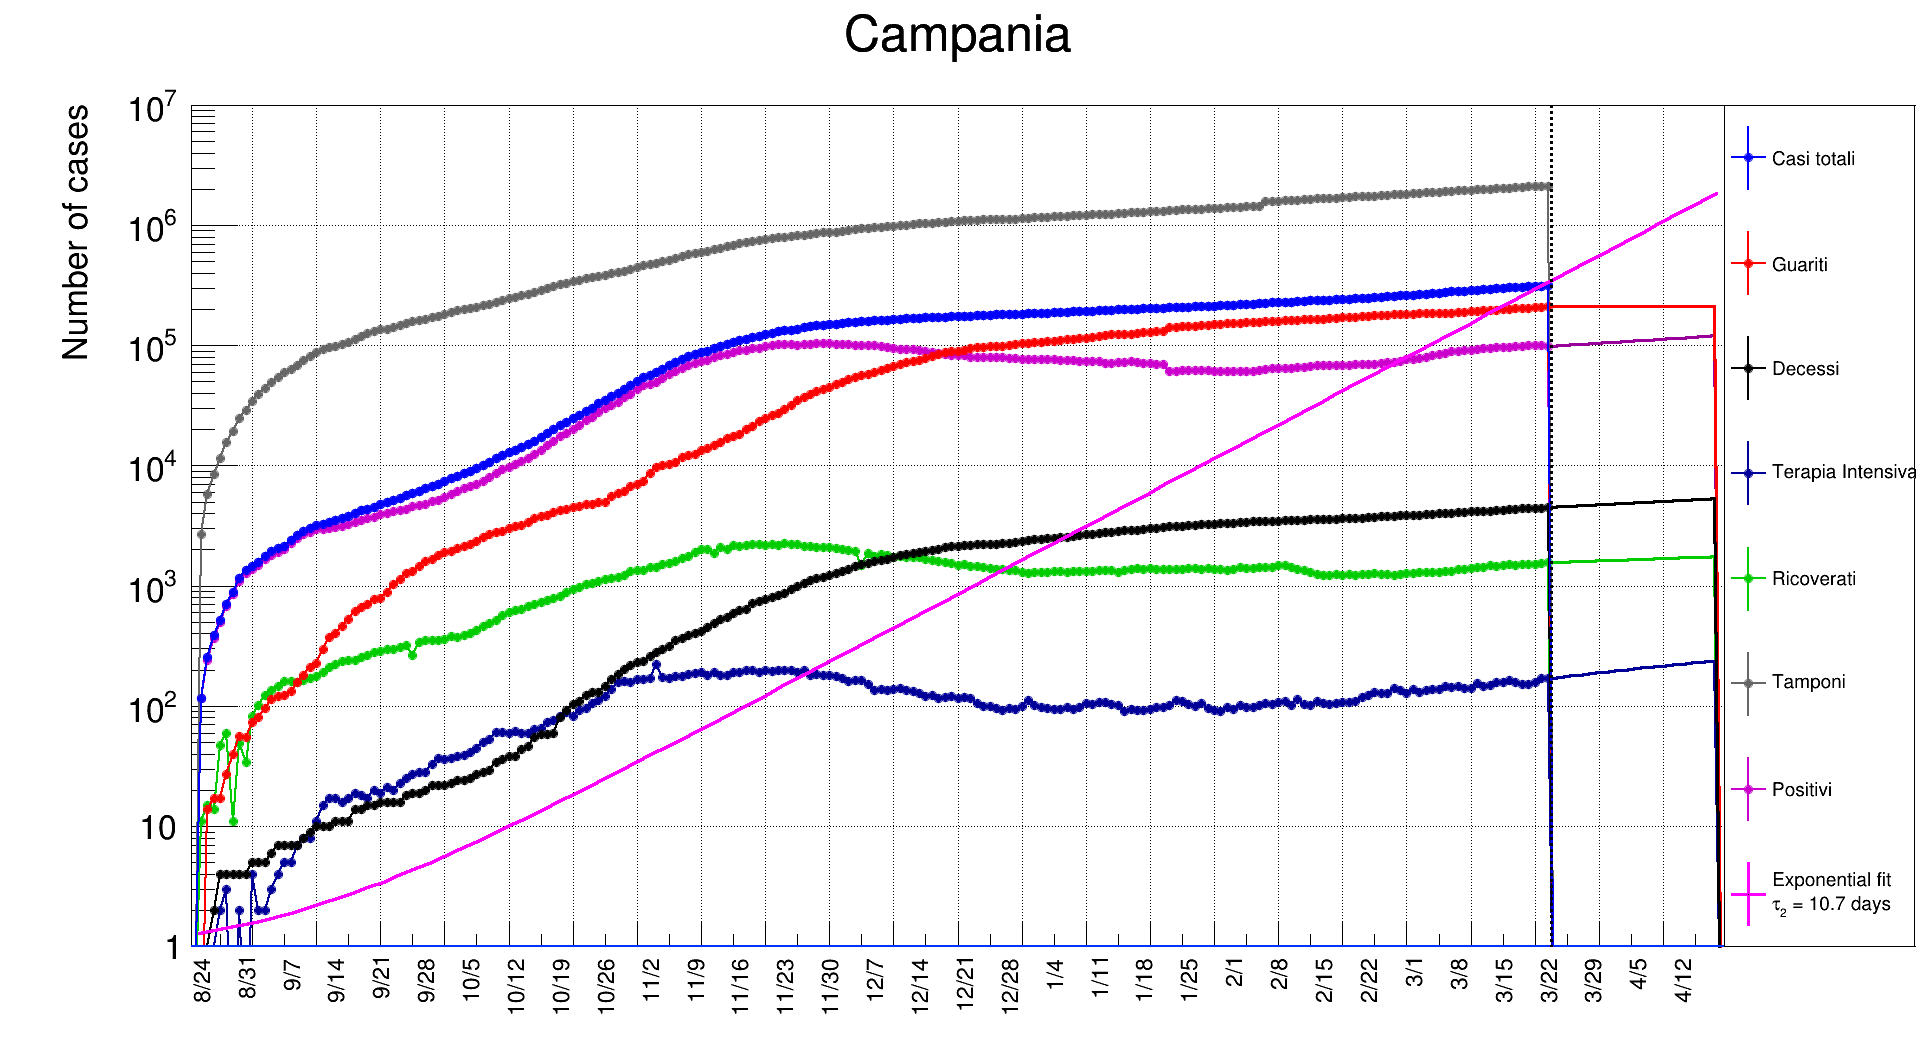 Campania
Number of cases
10^7
10^6
10^5
10^4
10^3
10^2
10
1
8/24 8/31 9/7 9/14 9/21 9/28 10/5 10/12 10/19 10/26 11/2 11/9 11/16 11/23 11/30 12/7 12/14 12/21 12/28 1/4 1/11 1/18 1/25 2/1 2/8 2/15 2/22 3/1 3/8 3/15 3/22 3/29 4/5 4/12
Casi totali
Guariti
Decessi
Terapia Intensiva
Ricoverati
Tamponi
Positivi
Exponential fit
τ₂ = 10.7 days